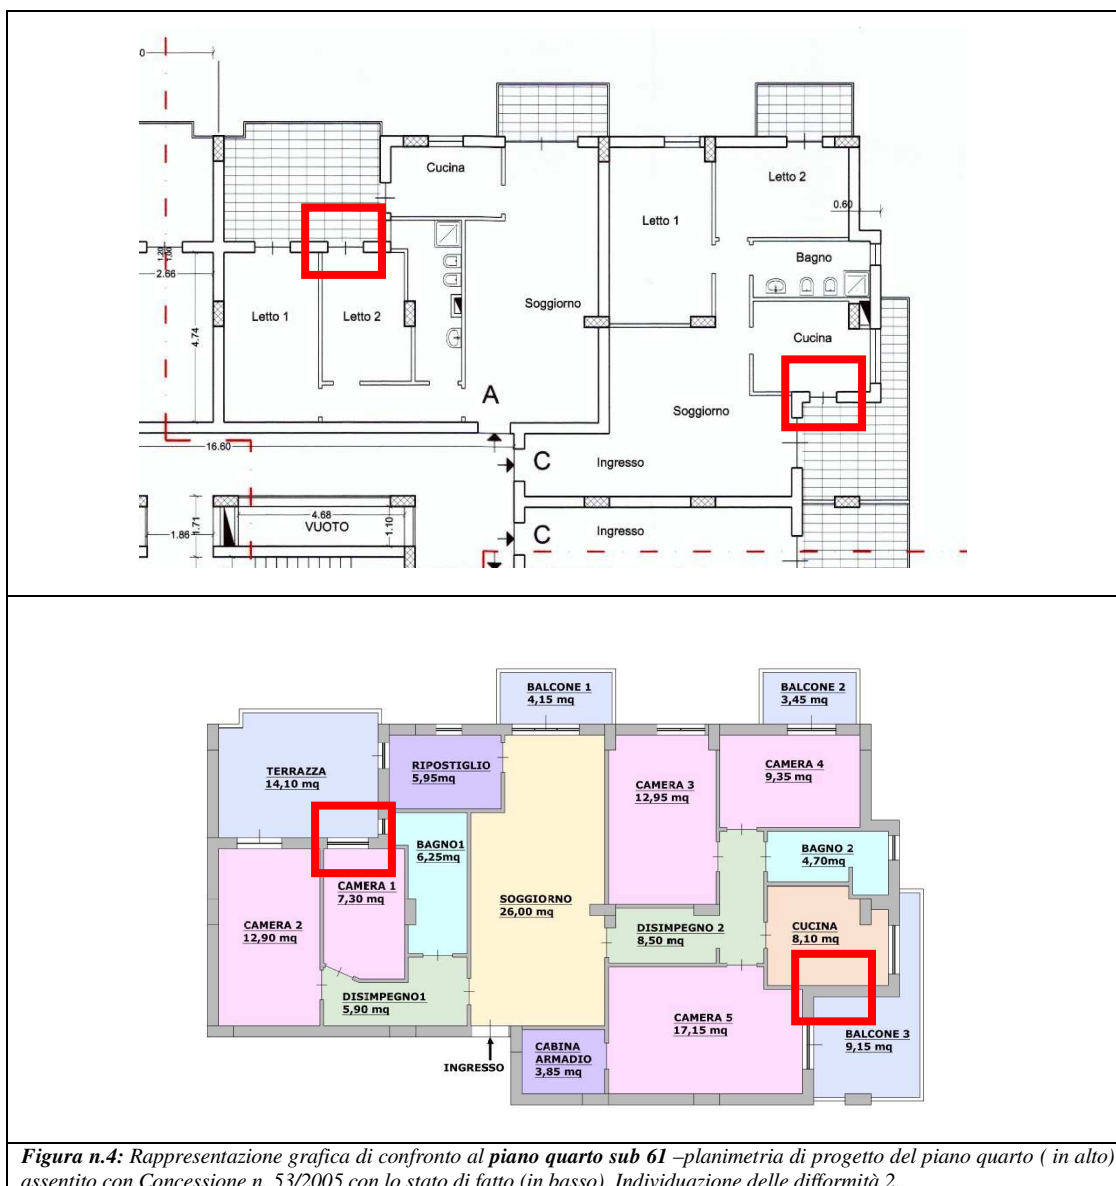 0
Cucina
Letto 2
0.60
Letto 1
Bagno
1.20
1.00
2.66
Letto 1
Letto 2
Soggiorno
Cucina
4.74
A
Soggiorno
16.60
C
Ingresso
4.68
VUOTO
1.10
1.86
1.71
C
Ingresso
BALCONE 1
4,15 mq
BALCONE 2
3,45 mq
TERRAZZA
14,10 mq
RIPOSTIGLIO
5,95mq
CAMERA 3
12,95 mq
CAMERA 4
9,35 mq
BAGNO1
6,25mq
BAGNO 2
4,70mq
CAMERA 1
7,30 mq
SOGGIORNO
26,00 mq
CAMERA 2
12,90 mq
DISIMPEGNO 2
8,50 mq
CUCINA
8,10 mq
DISIMPEGNO1
5,90 mq
CAMERA 5
17,15 mq
BALCONE 3
9,15 mq
CABINA
ARMADIO
3,85 mq
INGRESSO
Figura n.4: Rappresentazione grafica di confronto al piano quarto sub 61 –planimetria di progetto del piano quarto ( in alto)
assentito con Concessione n. 53/2005 con lo stato di fatto (in basso). Individuazione delle difformità 2.